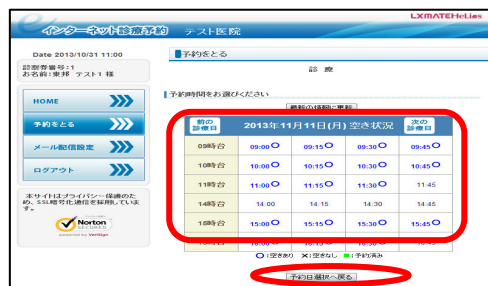 LXMATEHeLios
インターネット診療予約 テスト医院
Date 2013/10/31 11:00
診察券番号:1
お名前:東邦 テスト1 様
HOME
予約をとる
メール配信設定
ログアウト
本サイトはプライバシー保護のた
め、SSL暗号化通信を採用していま
す。
Norton
SECURED
powered by VeriSign
予約をとる
診 療
予約時間をお選びください
最新の情報に更新
前の
診療日
2013年11月11日(月) 空き状況
次の
診療日
09時台 09:00○ 09:15○ 09:30○ 09:45○
10時台 10:00○ 10:15○ 10:30○ 10:45○
11時台 11:00○ 11:15○ 11:30○ 11:45
14時台 14:00 14:15 14:30 14:45
15時台 15:00○ 15:15○ 15:30○ 15:45○
16:00○ 16:15○ 16:30○ 16:45
○:空きあり ×:空きなし ■:予約済み
予約日選択へ戻る